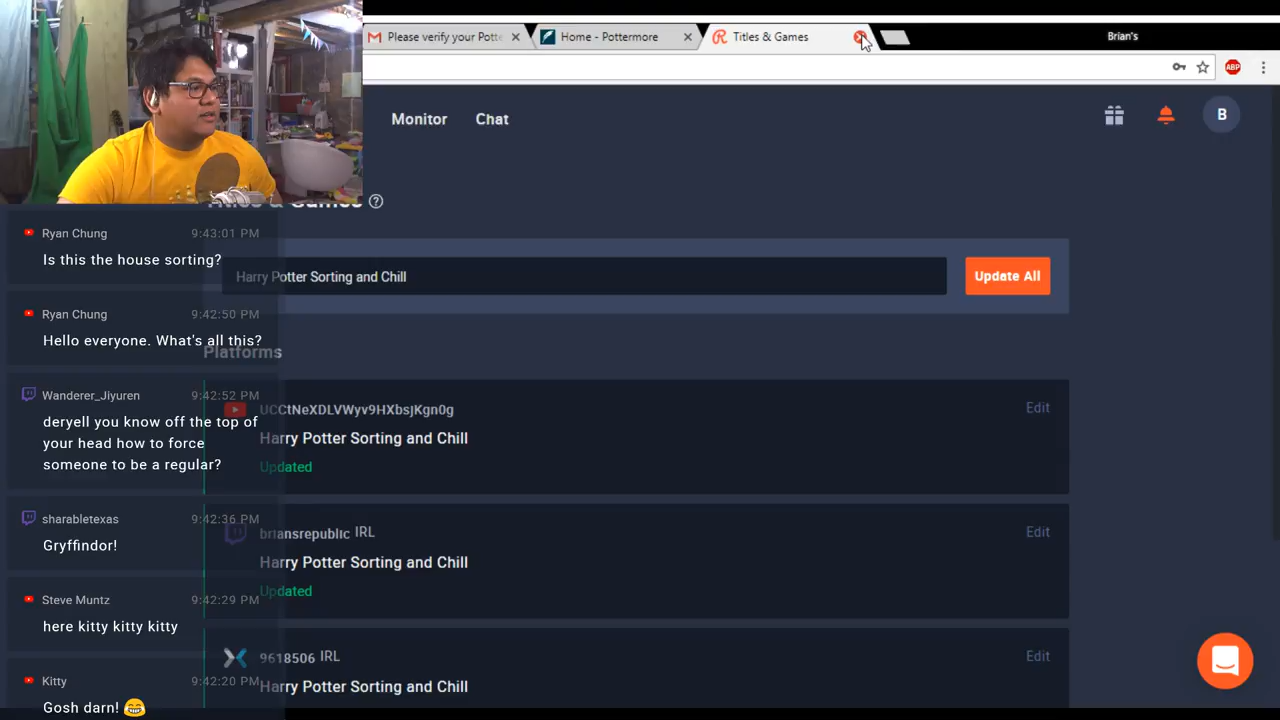 Please verify your Potte
Home - Pottermore
Titles & Games
Brian's
ABP
Monitor
Chat
B
Titles & Games
Harry Potter Sorting and Chill
Update All
Platforms
UCCtNeXDLVWyv9HXbsjKgn0g
Edit
Harry Potter Sorting and Chill
Updated
briansrepublic IRL
Edit
Harry Potter Sorting and Chill
Updated
9618506 IRL
Edit
Harry Potter Sorting and Chill
Ryan Chung 9:43:01 PM
Is this the house sorting?
Ryan Chung 9:42:50 PM
Hello everyone. What's all this?
Wanderer_Jiyuren 9:42:52 PM
deryell you know off the top of
your head how to force
someone to be a regular?
sharabletexas 9:42:36 PM
Gryffindor!
Steve Muntz 9:42:29 PM
here kitty kitty kitty
Kitty 9:42:20 PM
Gosh darn! 😂